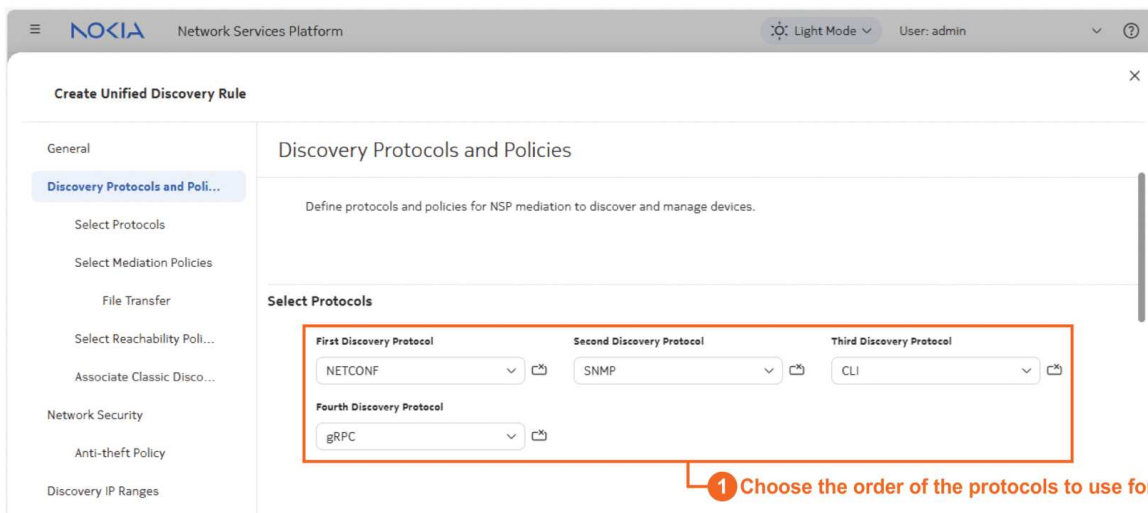 NOKIA Network Services Platform Light Mode User: admin
Create Unified Discovery Rule
General
Discovery Protocols and Poli...
Select Protocols
Select Mediation Policies
File Transfer
Select Reachability Poli...
Associate Classic Disco...
Network Security
Anti-theft Policy
Discovery IP Ranges
Discovery Protocols and Policies
Define protocols and policies for NSP mediation to discover and manage devices.
Select Protocols
First Discovery Protocol Second Discovery Protocol Third Discovery Protocol
NETCONF SNMP CLI
Fourth Discovery Protocol
gRPC
1 Choose the order of the protocols to use for